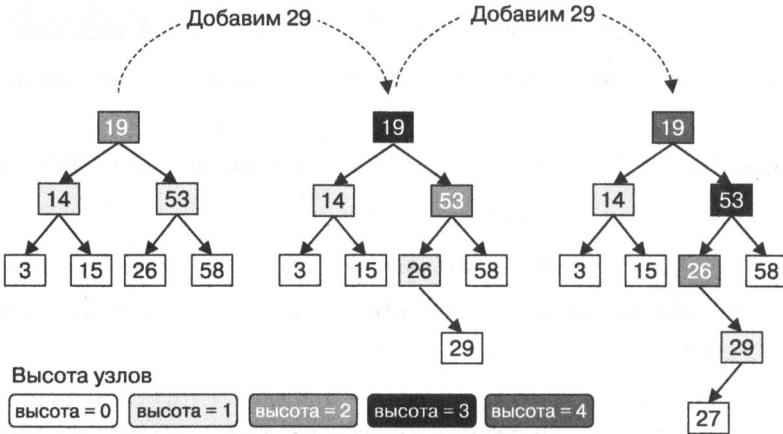 Добавим 29 Добавим 29
19 19 19
14 53 14 53 14 53
3 15 26 58 3 15 26 58 3 15 26 58
29 29
Высота узлов
высота = 0 высота = 1 высота = 2 высота = 3 высота = 4
27